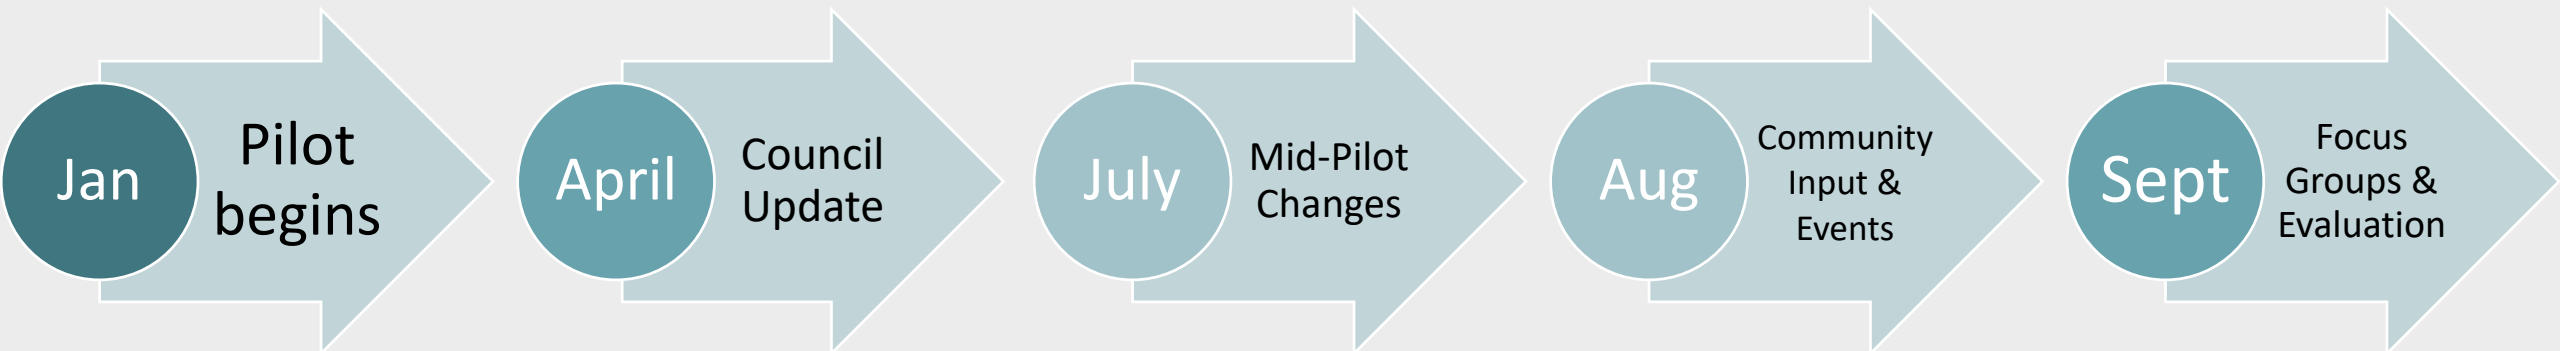 Jan
Pilot
begins
April
Council
Update
July
Mid-Pilot
Changes
Aug
Community
Input &
Events
Sept
Focus
Groups &
Evaluation